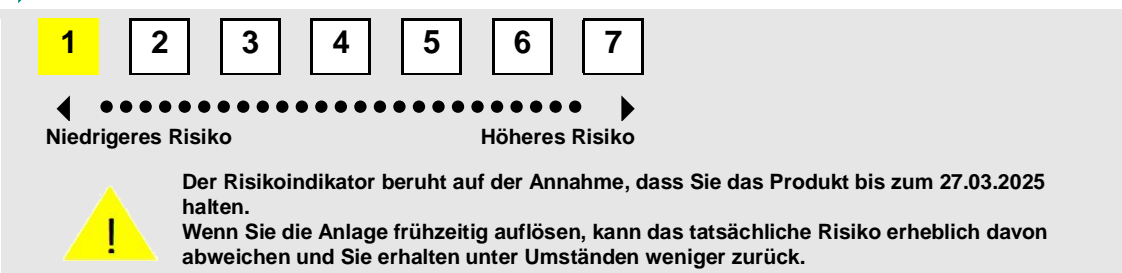 1 2 3 4 5 6 7
Niedrigeres Risiko Höheres Risiko
Der Risikoindikator beruht auf der Annahme, dass Sie das Produkt bis zum 27.03.2025
halten.
Wenn Sie die Anlage frühzeitig auflösen, kann das tatsächliche Risiko erheblich davon
abweichen und Sie erhalten unter Umständen weniger zurück.
!